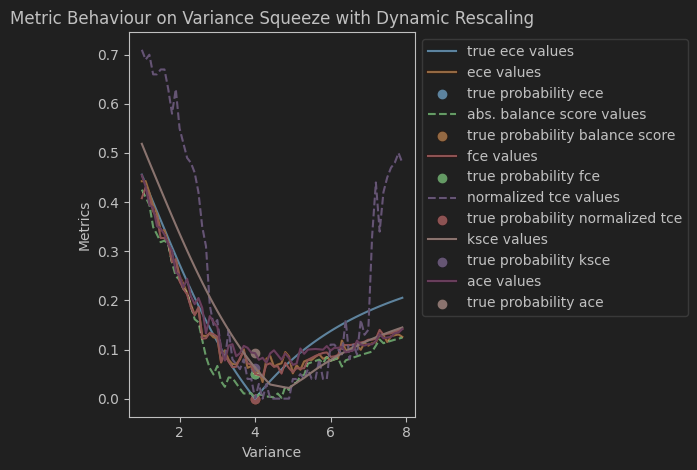 Metric Behaviour on Variance Squeeze with Dynamic Rescaling
0.7
0.6
0.5
0.4
0.3
0.2
0.1
0.0
Metrics
2
4
6
8
Variance
true ece values
ece values
true probability ece
abs. balance score values
true probability balance score
fce values
true probability fce
normalized tce values
true probability normalized tce
ksce values
true probability ksce
ace values
true probability ace